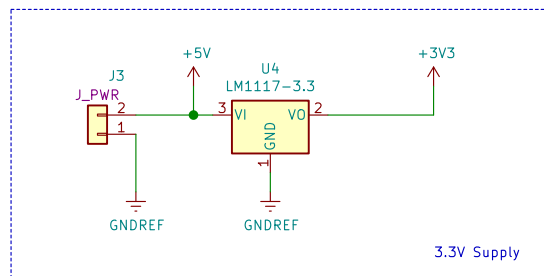 +5V
+3V3
J3
J_PWR
U4
LM1117-3.3
2
1
3
VI
VO
2
GND
1
GNDREF
GNDREF
3.3V Supply